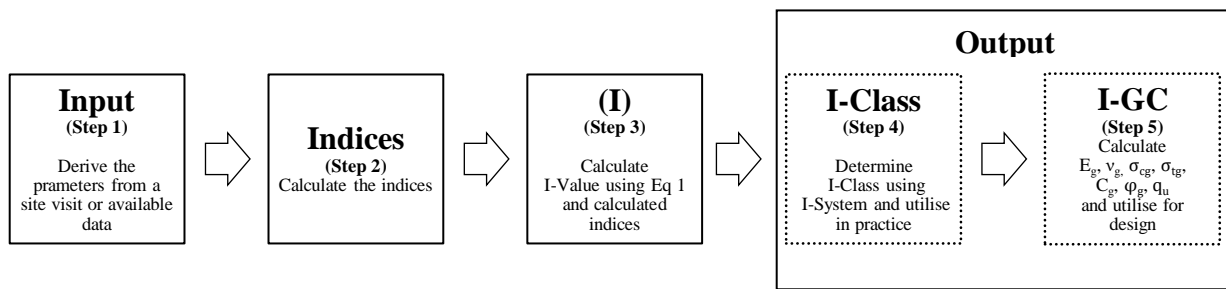 Input
(Step 1)
Derive the
prameters from a
site visit or available
data
Indices
(Step 2)
Calculate the indices
(I)
(Step 3)
Calculate
I-Value using Eq 1
and calculated
indices
Output
I-Class
(Step 4)
Determine
I-Class using
I-System and utilise
in practice
I-GC
(Step 5)
Calculate
Eg, νg, σcg, σtg,
Cg, φg, qu
and utilise for
design